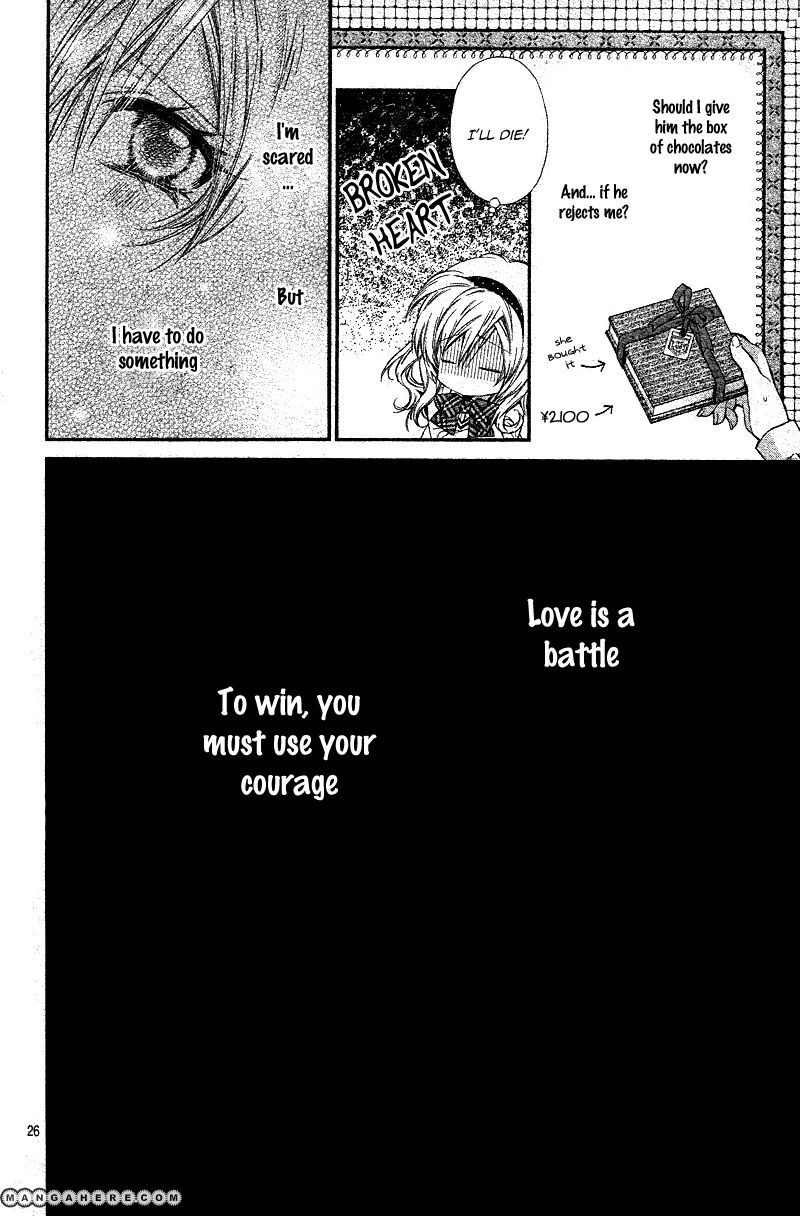 Should I give
him the box
of chocolates
now?
And... if he
rejects me?
she
bought
it
¥2,100
I'LL DIE!
BROKEN
HEART
I'm
scared
...
But
I have to do
something
Love is a
battle
To win, you
must use your
courage
26
MANGAHERE.COM